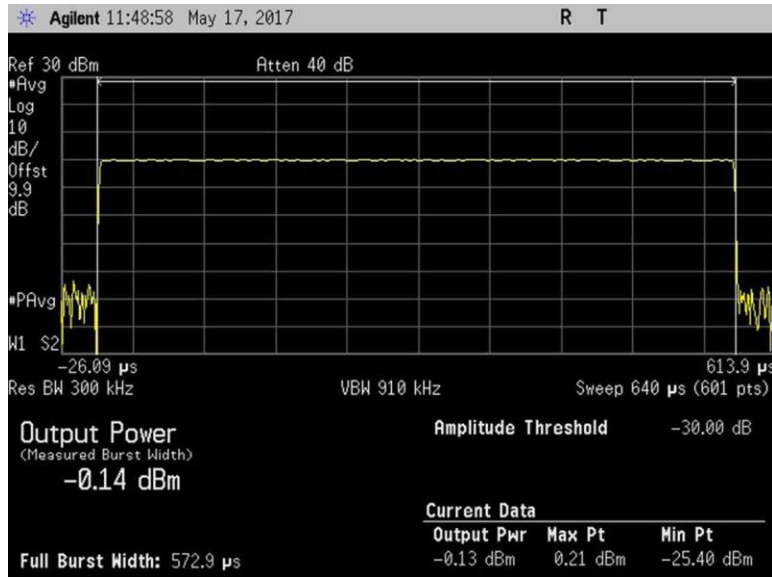 Agilent 11:48:58 May 17, 2017 R T
Ref 30 dBm Atten 40 dB
#Avg
Log
10
dB/
Offst
9.9
dB
#PAvg
W1 S2
-26.09 µs 613.9 µs
Res BW 300 kHz VBW 910 kHz Sweep 640 µs (601 pts)
Output Power Amplitude Threshold -30.00 dB
(Measured Burst Width)
-0.14 dBm
Current Data
Output Pwr Max Pt Min Pt
Full Burst Width: 572.9 µs -0.13 dBm 0.21 dBm -25.40 dBm